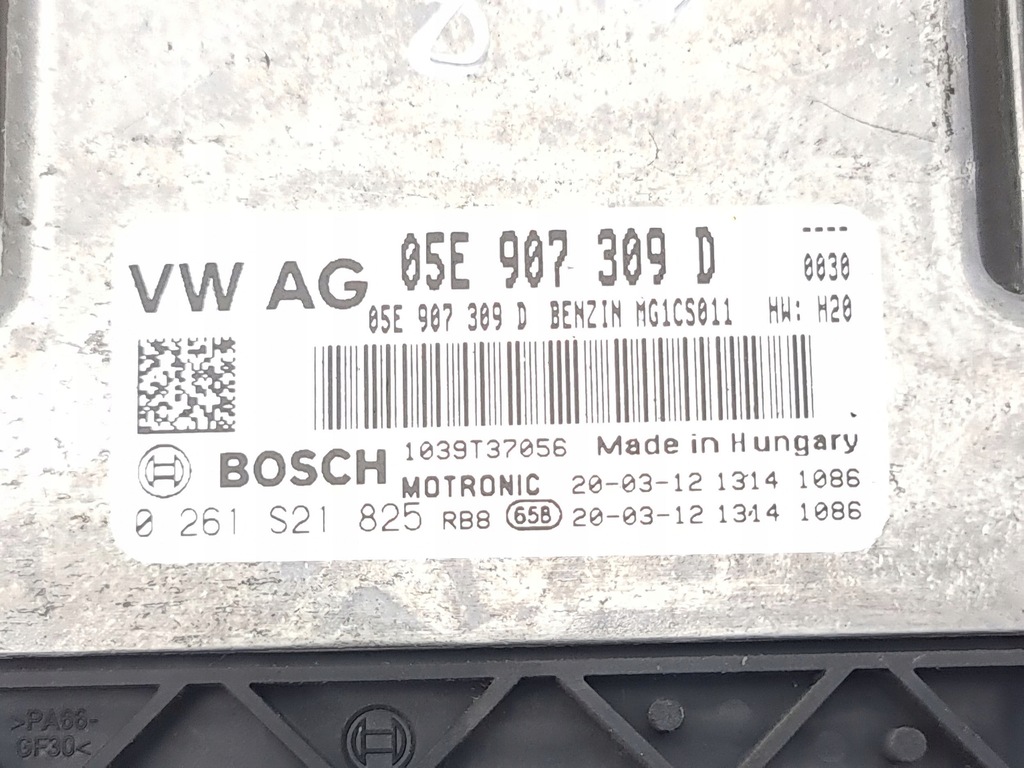 VW AG 05E 907 309 D ----
0030
05E 907 309 D BENZIN MG1CS011 HW: H20
BOSCH 1039T37056 Made in Hungary
MOTRONIC 20-03-12 1314 1086
0 261 S21 825 RB8 65B 20-03-12 1314 1086
>PA66-
GF30<